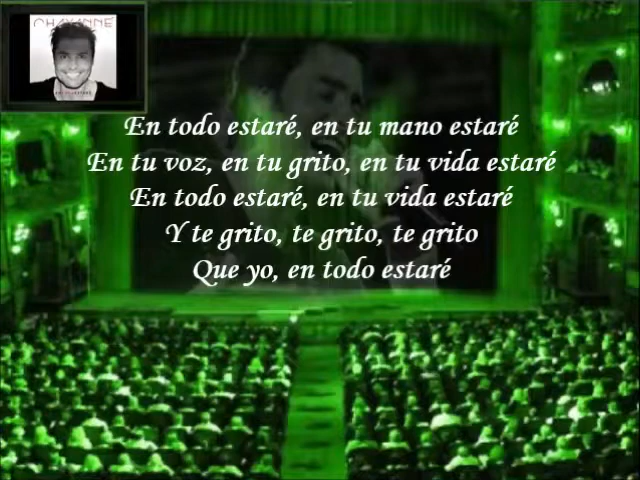 CHAYANNE
En todo estaré, en tu mano estaré
En tu voz, en tu grito, en tu vida estaré
En todo estaré, en tu vida estaré
Y te grito, te grito, te grito
Que yo, en todo estaré